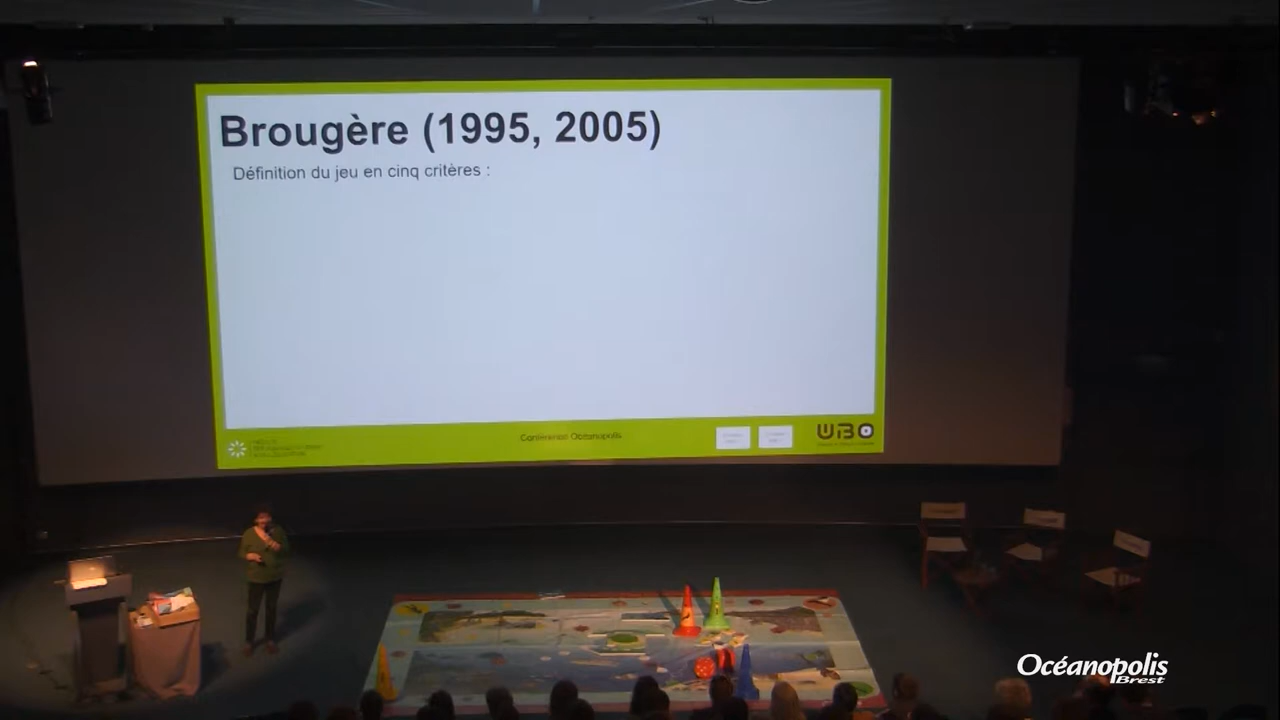 Brougère (1995, 2005)
Définition du jeu en cinq critères :
Conférence Océanopolis
UBO
Océanopolis
Brest